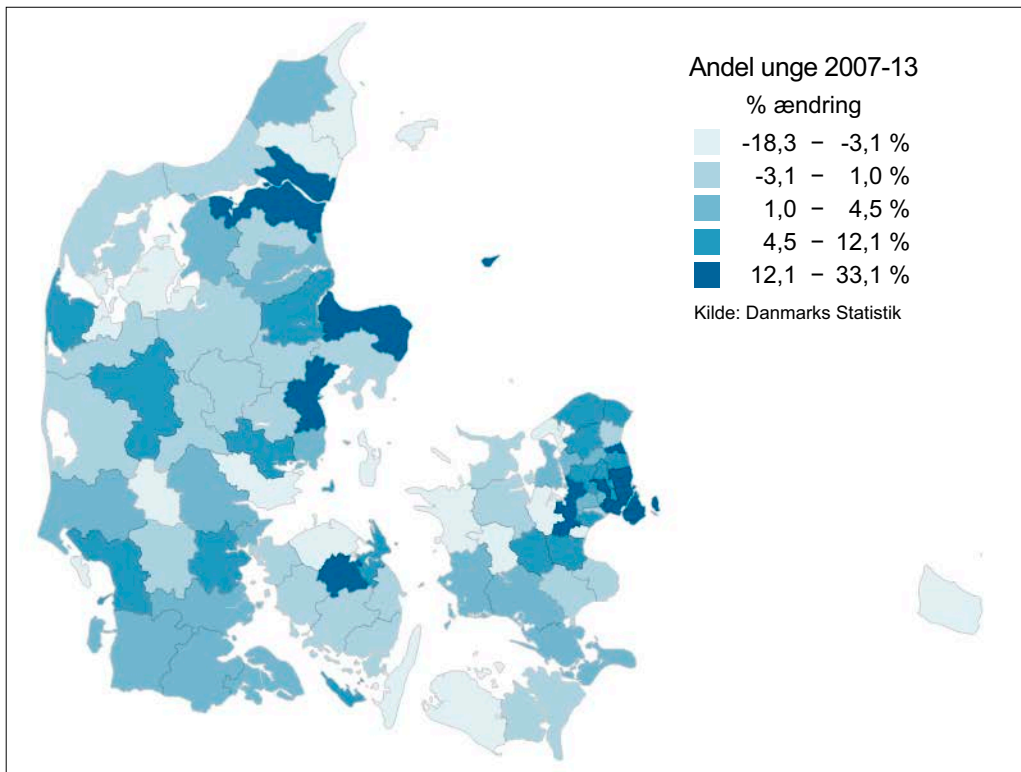 Andel unge 2007-13
% ændring
-18,3 – -3,1 %
-3,1 – 1,0 %
1,0 – 4,5 %
4,5 – 12,1 %
12,1 – 33,1 %
Kilde: Danmarks Statistik